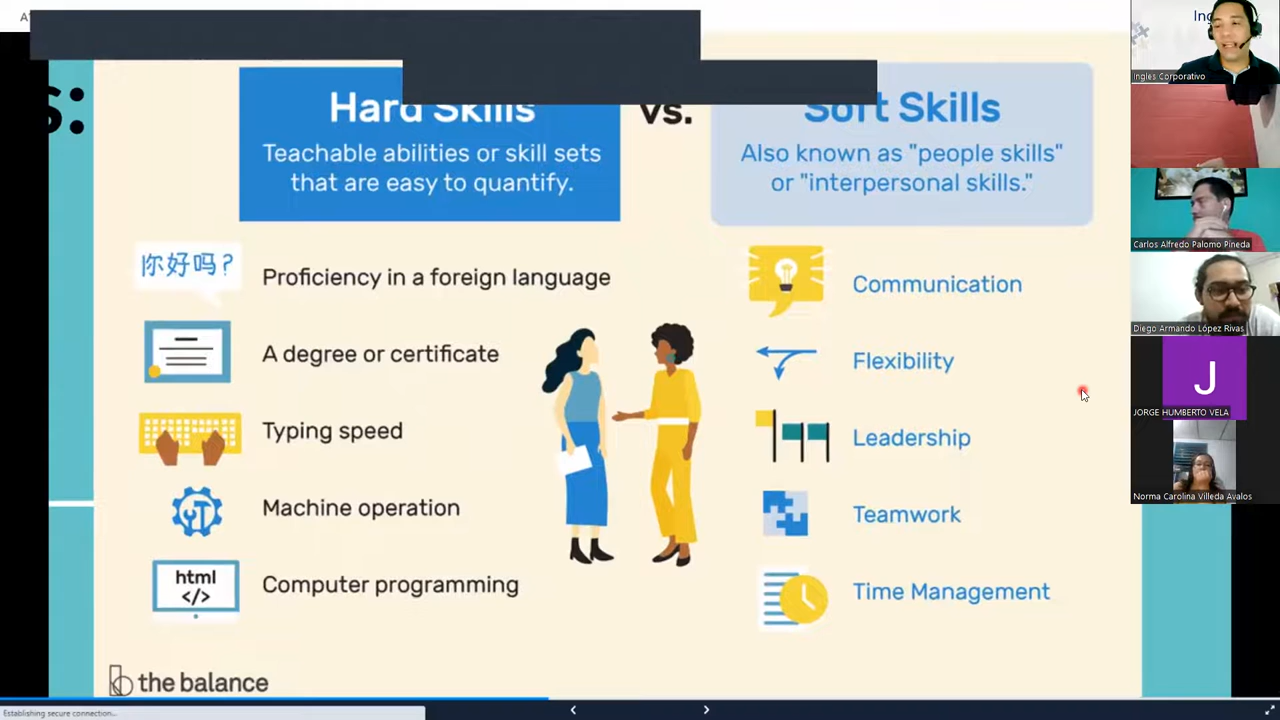 Hard Skills
vs.
Soft Skills
Teachable abilities or skill sets
that are easy to quantify.
Also known as "people skills"
or "interpersonal skills."
你好吗?
Proficiency in a foreign language
A degree or certificate
Typing speed
Machine operation
html
</>
Computer programming
Communication
Flexibility
Leadership
Teamwork
Time Management
the balance
Establishing secure connection...
Ingles Corporativo
Carlos Alfredo Palomo Pineda
Diego Armando López Rivas
J
JORGE HUMBERTO VELA
Norma Carolina Villeda Avalos